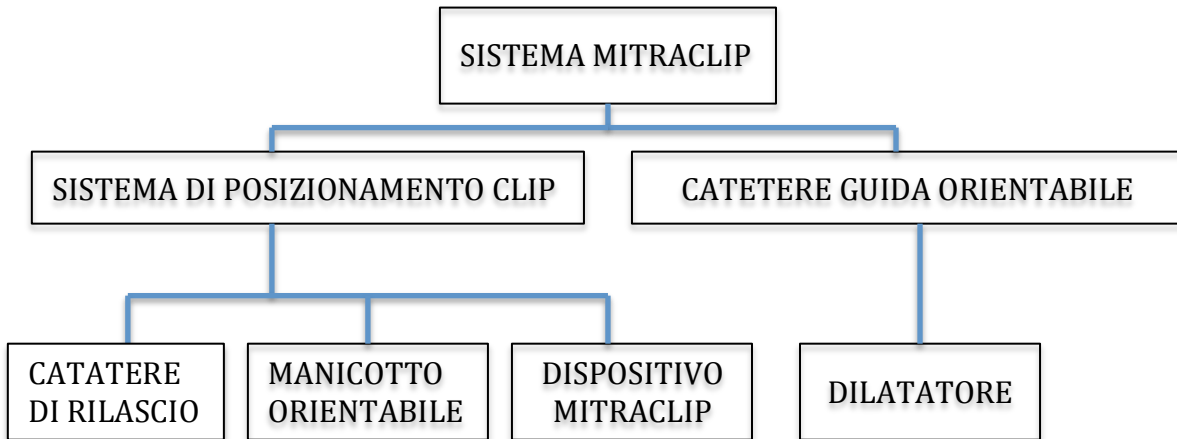 SISTEMA MITRACLIP
SISTEMA DI POSIZIONAMENTO CLIP
CATETERE GUIDA ORIENTABILE
CATATERE
DI RILASCIO
MANICOTTO
ORIENTABILE
DISPOSITIVO
MITRACLIP
DILATATORE